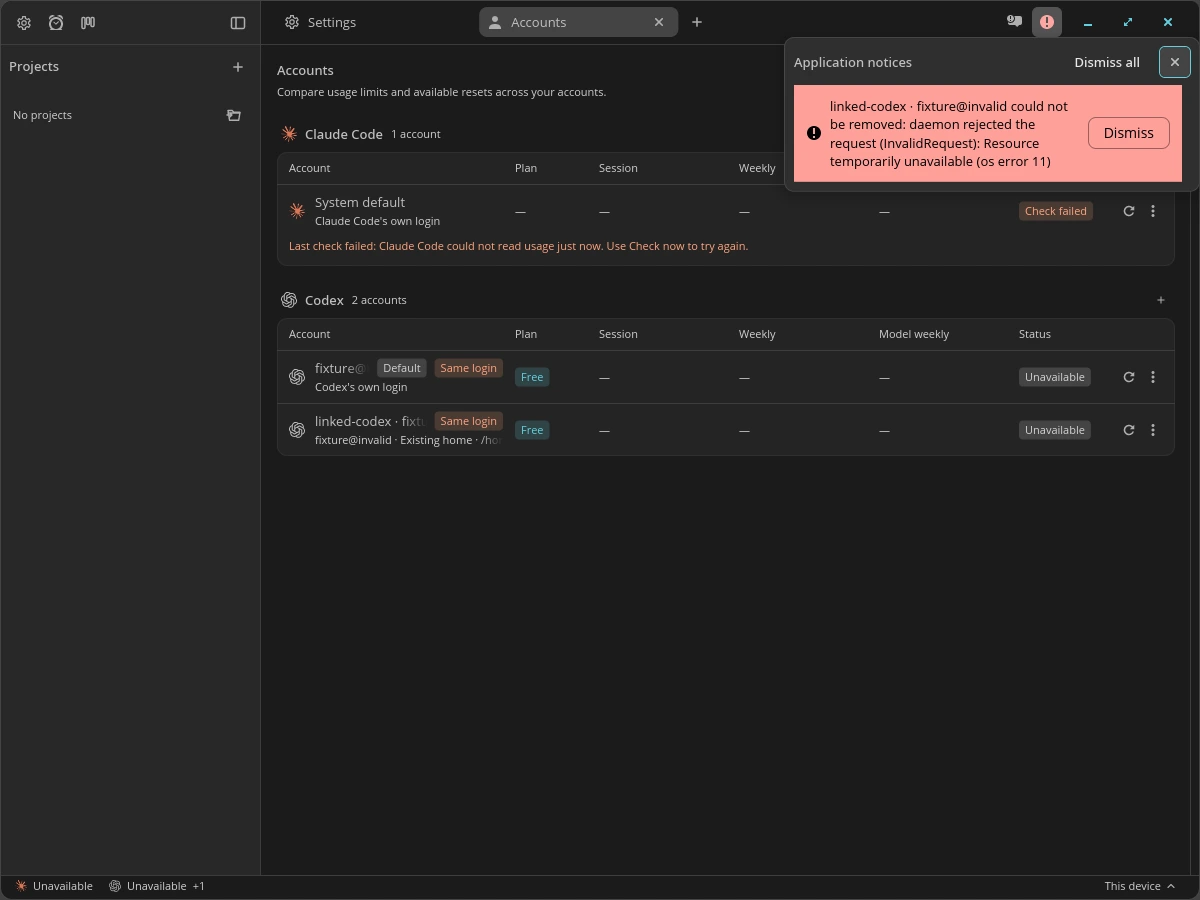 Settings
Accounts
Projects
No projects
Application notices
Dismiss all
linked-codex · fixture@invalid could not
be removed: daemon rejected the
request (InvalidRequest): Resource
temporarily unavailable (os error 11)
Dismiss
Accounts
Compare usage limits and available resets across your accounts.
Claude Code 1 account
Account Plan Session Weekly
System default
Claude Code's own login
— — — — Check failed
Last check failed: Claude Code could not read usage just now. Use Check now to try again.
Codex 2 accounts
Account Plan Session Weekly Model weekly Status
fixture@ Default Same login
Codex's own login
Free — — — Unavailable
linked-codex · fixt Same login
fixture@invalid · Existing home · /ho
Free — — — Unavailable
Unavailable Unavailable +1
This device